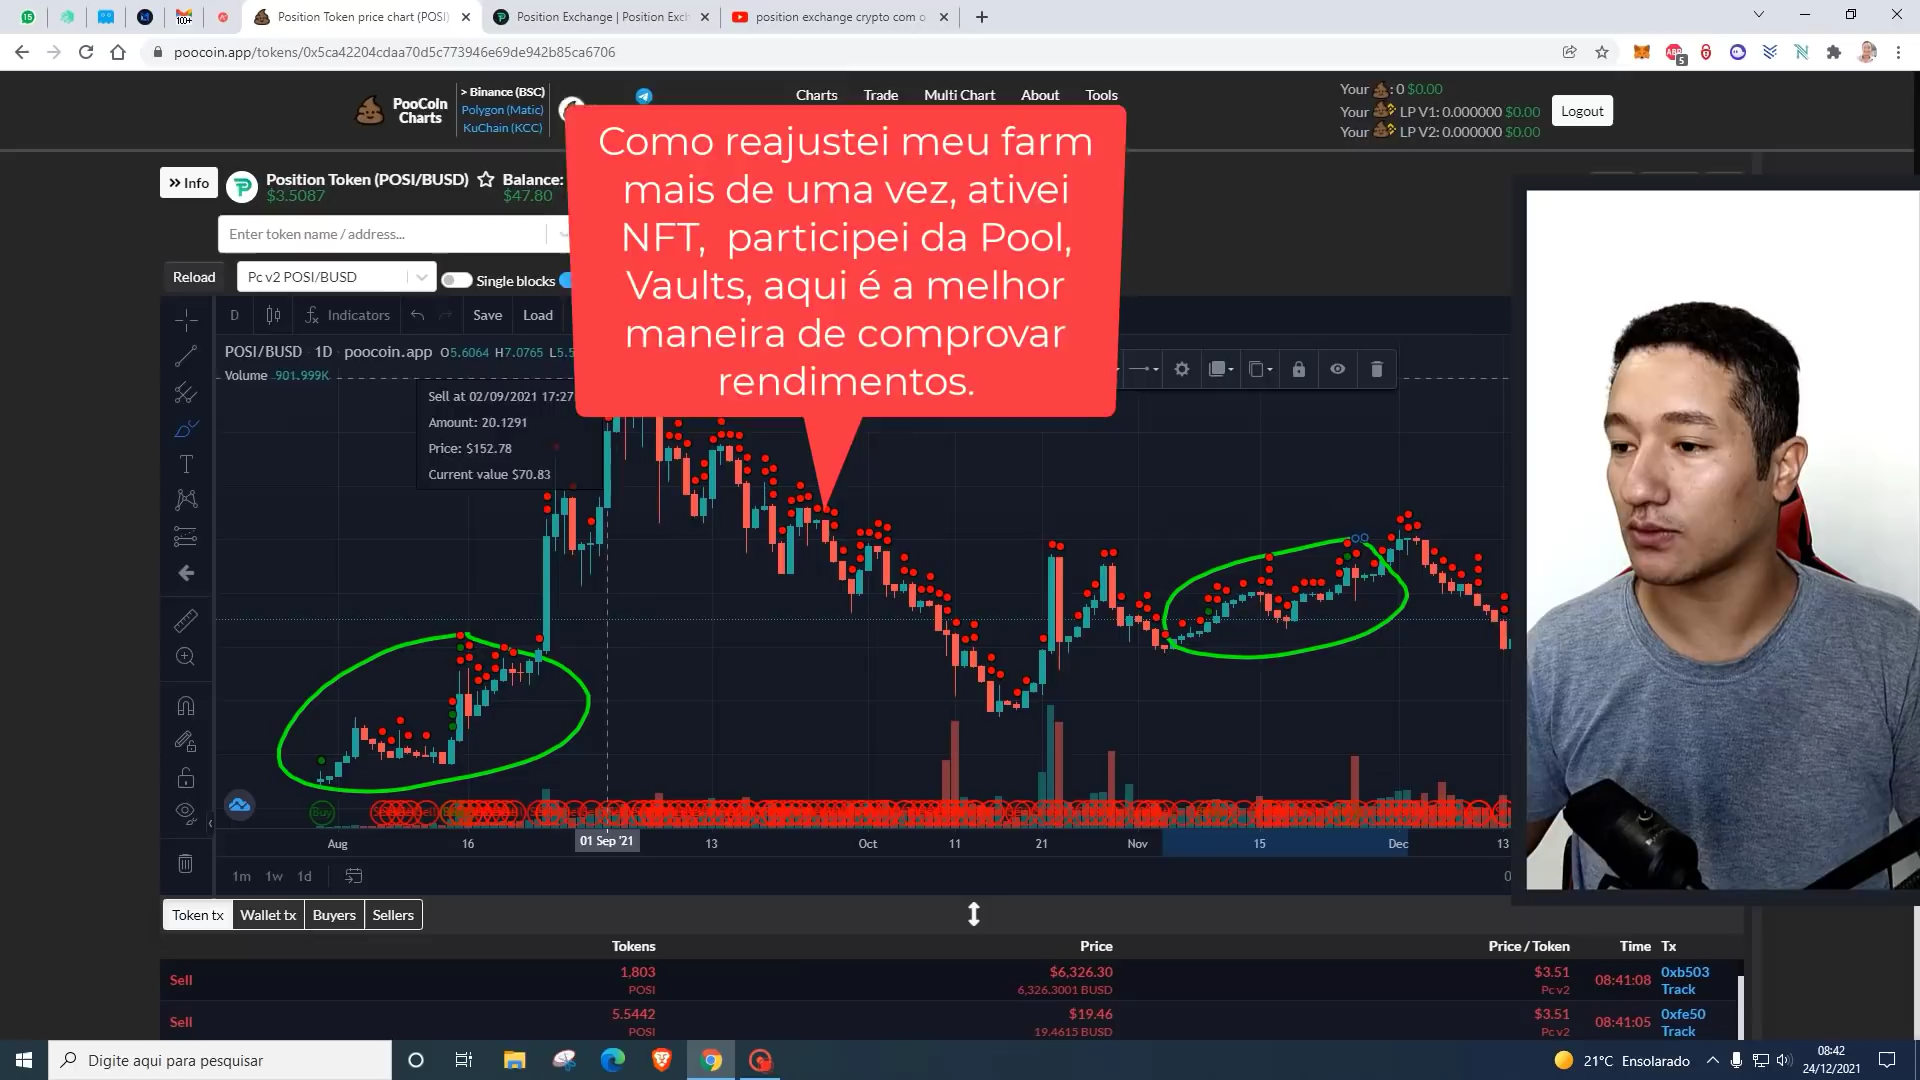 Position Token price chart (POSI)
Position Exchange | Position Exch
position exchange crypto com o
poocoin.app/tokens/0x5ca42204cdaa70d5c773946e69de942b85ca6706
PooCoin
Charts
> Binance (BSC)
Polygon (Matic)
KuChain (KCC)
Charts
Trade
Multi Chart
About
Tools
Your : 0 $0.00
Your LP V1: 0.000000 $0.00
Your LP V2: 0.000000 $0.00
Logout
Como reajustei meu farm
mais de uma vez, ativei
NFT, participei da Pool,
Vaults, aqui é a melhor
maneira de comprovar
rendimentos.
Info
Position Token (POSI/BUSD)
$3.5087
Balance:
$47.80
Enter token name / address...
Reload
Pc v2 POSI/BUSD
Single blocks
D
Indicators
Save
Load
POSI/BUSD 1D poocoin.app O5.6064 H7.0765 L5.5
Volume 901.999K
Sell at 02/09/2021 17:27
Amount: 20.1291
Price: $152.78
Current value $70.83
Buy
Aug
16
01 Sep '21
13
Oct
11
21
Nov
15
Dec
13
1m 1w 1d
Token tx
Wallet tx
Buyers
Sellers
Tokens
Price
Price / Token
Time
Tx
Sell
1,803
POSI
$6,326.30
6,326.3001 BUSD
$3.51
Pc v2
08:41:08
0xb503
Track
Sell
5.5442
POSI
$19.46
19.4615 BUSD
$3.51
Pc v2
08:41:05
0xfe50
Track
Digite aqui para pesquisar
21°C Ensolarado
08:42
24/12/2021